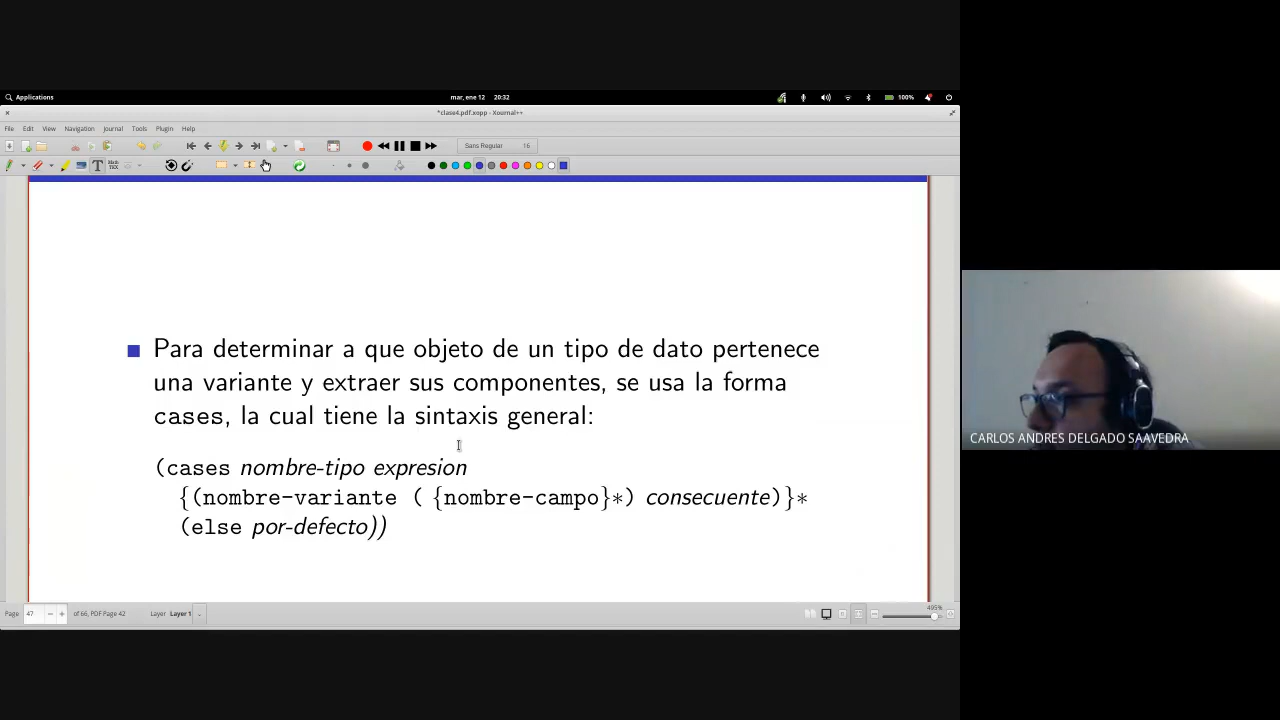 Applications
mar, ene 12 20:32
100%
*clase4.pdf.xopp - Xournal++
File Edit View Navigation Journal Tools Plugin Help
Sans Regular 16
Para determinar a que objeto de un tipo de dato pertenece
una variante y extraer sus componentes, se usa la forma
cases, la cual tiene la sintaxis general:
(cases nombre-tipo expresion
{(nombre-variante ( {nombre-campo}*) consecuente)}*
(else por-defecto))
CARLOS ANDRES DELGADO SAAVEDRA
Page 47 of 66, PDF Page 42 Layer Layer 1
495%